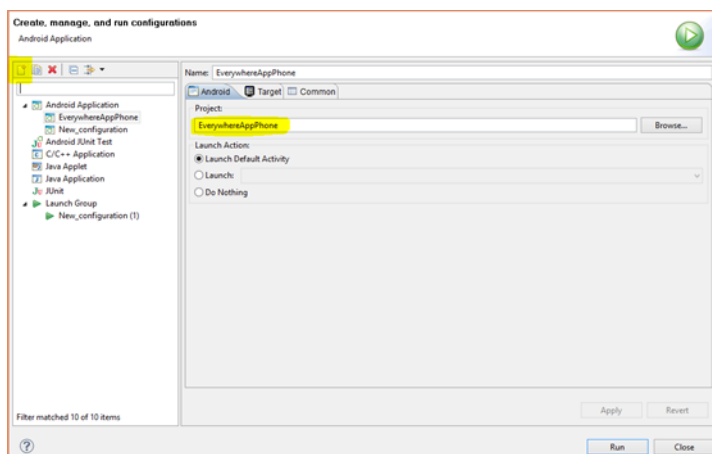 Create, manage, and run configurations
Android Application
Name: EverywhereAppPhone
Android Target Common
Android Application
EverywhereAppPhone
New_configuration
Android JUnit Test
C/C++ Application
Java Applet
Java Application
JUnit
Launch Group
New_configuration (1)
Project:
EverywhereAppPhone Browse...
Launch Action:
Launch Default Activity
Launch:
Do Nothing
Apply Revert
Filter matched 10 of 10 items
Run Close